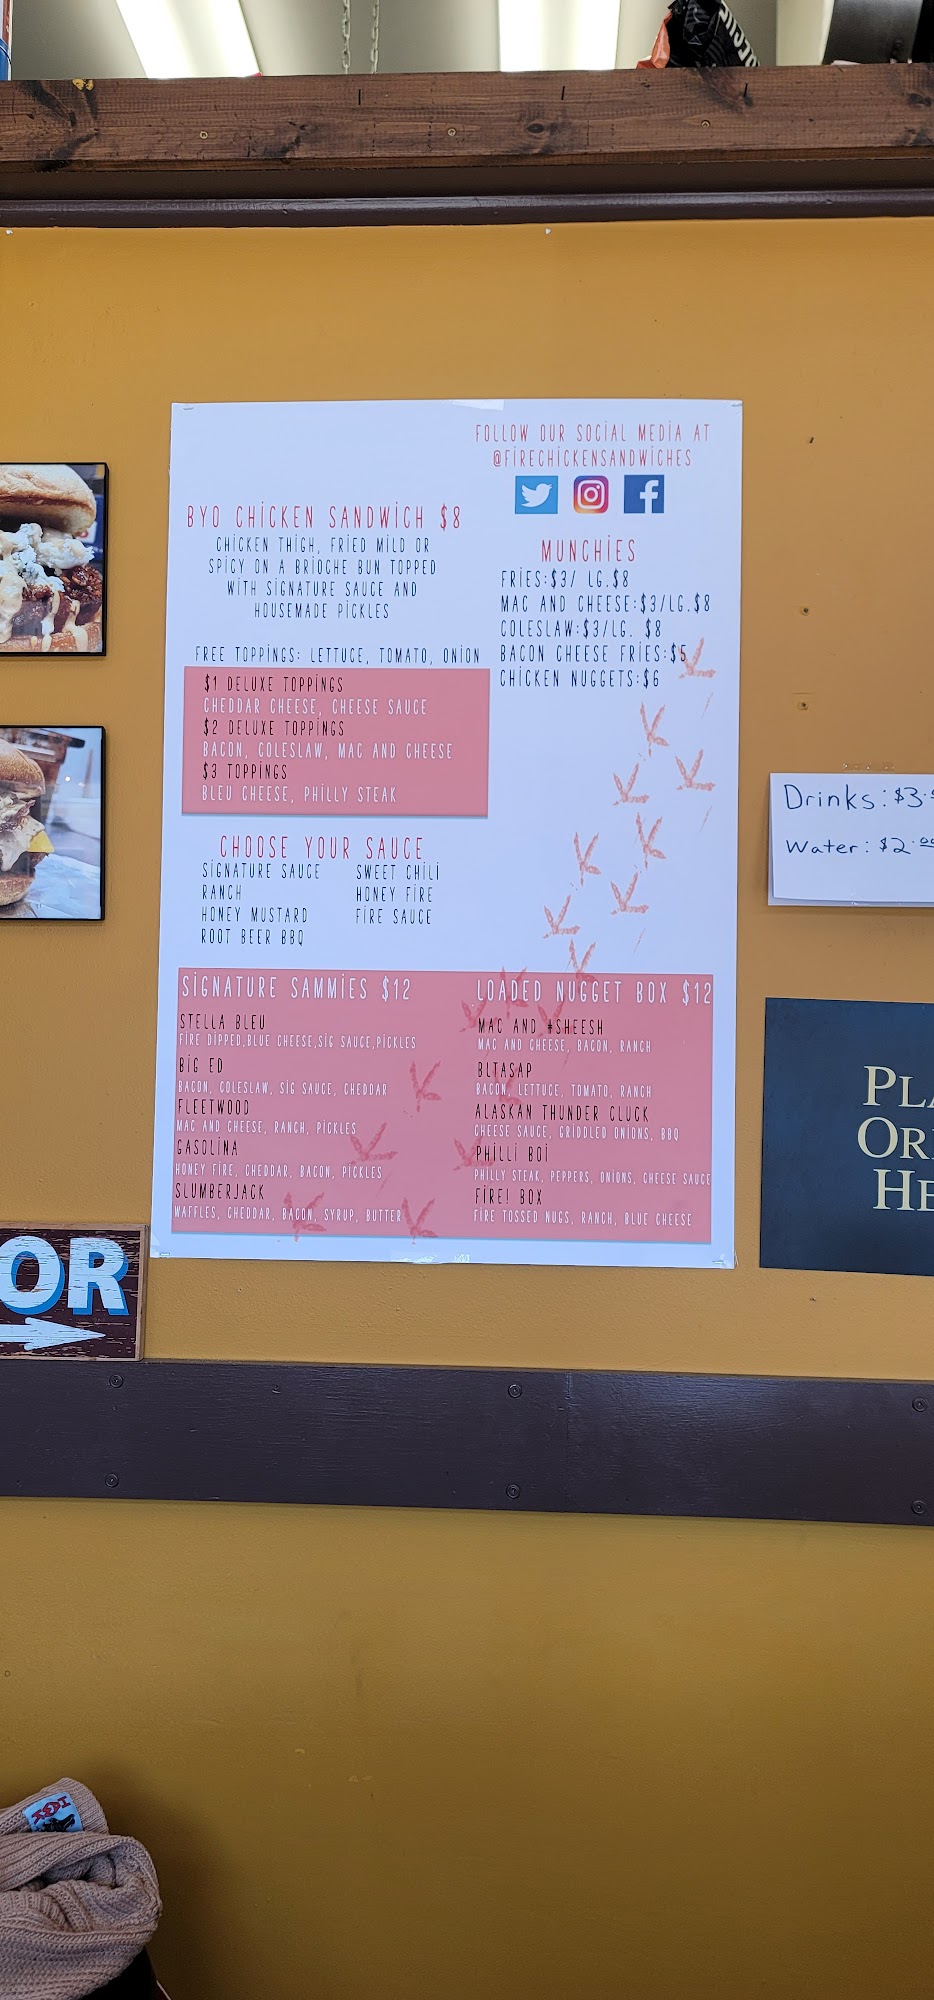 FOLLOW OUR SOCIAL MEDIA AT
@FIRECHICKENSANDWICHES
BYO CHICKEN SANDWICH $8
CHICKEN THIGH, FRIED MILD OR
SPICY ON A BRIOCHE BUN TOPPED
WITH SIGNATURE SAUCE AND
HOUSEMADE PICKLES
FREE TOPPINGS: LETTUCE, TOMATO, ONION
$1 DELUXE TOPPINGS
CHEDDAR CHEESE, CHEESE SAUCE
$2 DELUXE TOPPINGS
BACON, COLESLAW, MAC AND CHEESE
$3 TOPPINGS
BLEU CHEESE, PHILLY STEAK
MUNCHIES
FRIES:$3/ LG.$8
MAC AND CHEESE:$3/LG.$8
COLESLAW:$3/LG. $8
BACON CHEESE FRIES:$5
CHICKEN NUGGETS:$6
CHOOSE YOUR SAUCE
SIGNATURE SAUCE
RANCH
HONEY MUSTARD
ROOT BEER BBQ
SWEET CHILI
HONEY FIRE
FIRE SAUCE
SIGNATURE SAMMIES $12
STELLA BLEU
FIRE DIPPED,BLUE CHEESE,SIG SAUCE,PICKLES
BIG ED
BACON, COLESLAW, SIG SAUCE, CHEDDAR
FLEETWOOD
MAC AND CHEESE, RANCH, PICKLES
GASOLINA
HONEY FIRE, CHEDDAR, BACON, PICKLES
SLUMBERJACK
WAFFLES, CHEDDAR, BACON, SYRUP, BUTTER
LOADED NUGGET BOX $12
MAC AND #SHEESH
MAC AND CHEESE, BACON, RANCH
BLTASAP
BACON, LETTUCE, TOMATO, RANCH
ALASKAN THUNDER CLUCK
CHEESE SAUCE, GRIDDLED ONIONS, BBQ
PHILLI BOI
PHILLY STEAK, PEPPERS, ONIONS, CHEESE SAUCE
FIRE! BOX
FIRE TOSSED NUGS, RANCH, BLUE CHEESE
Drinks: $3.
Water: $2.00
PLA
ORI
HE
OR